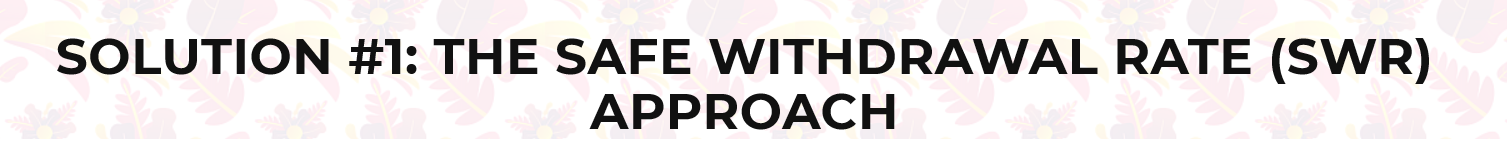 SOLUTION #1: THE SAFE WITHDRAWAL RATE (SWR)
APPROACH